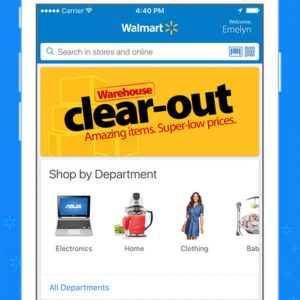 Carrier
4:40 PM
Walmart
Welcome,
Emelyn
Search in stores and online
Warehouse
clear-out
Amazing items. Super-low prices.
Shop by Department
ASUS
Electronics
Home
Clothing
Bab
All Departments